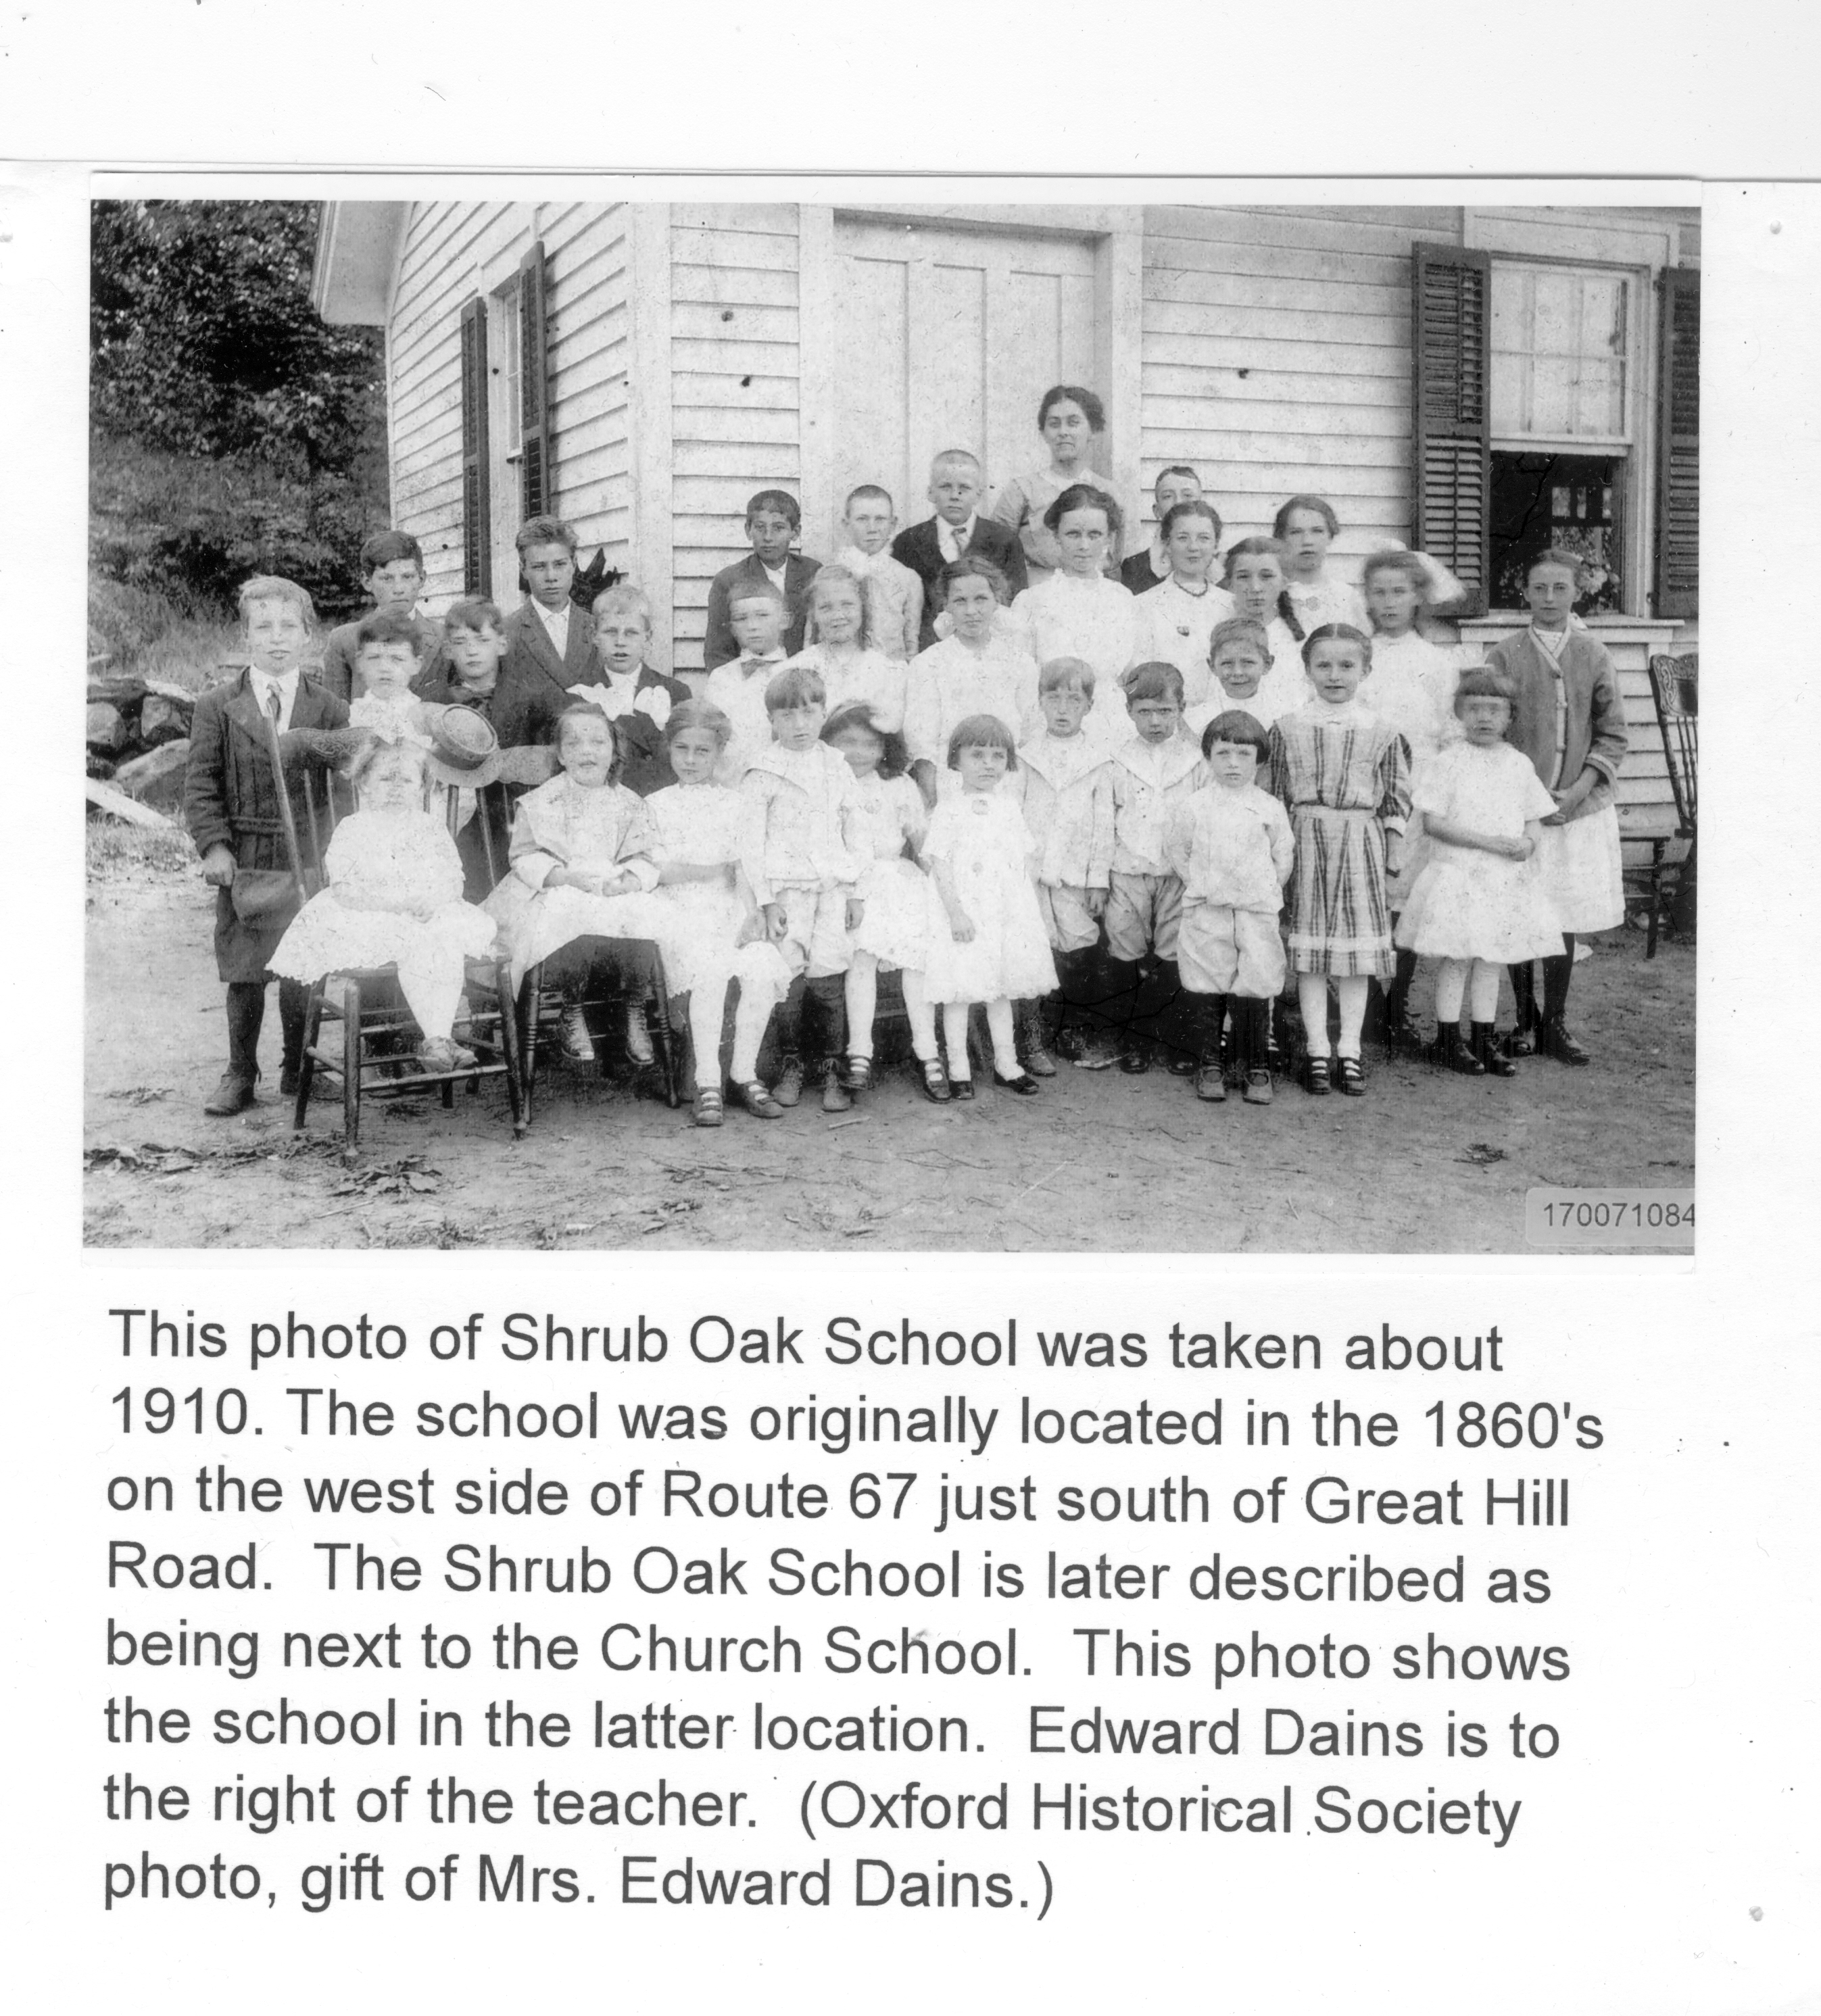 170071084
This photo of Shrub Oak School was taken about
1910. The school was originally located in the 1860's
on the west side of Route 67 just south of Great Hill
Road.  The Shrub Oak School is later described as
being next to the Church School.  This photo shows
the school in the latter location.  Edward Dains is to
the right of the teacher.  (Oxford Historical Society
photo, gift of Mrs. Edward Dains.)